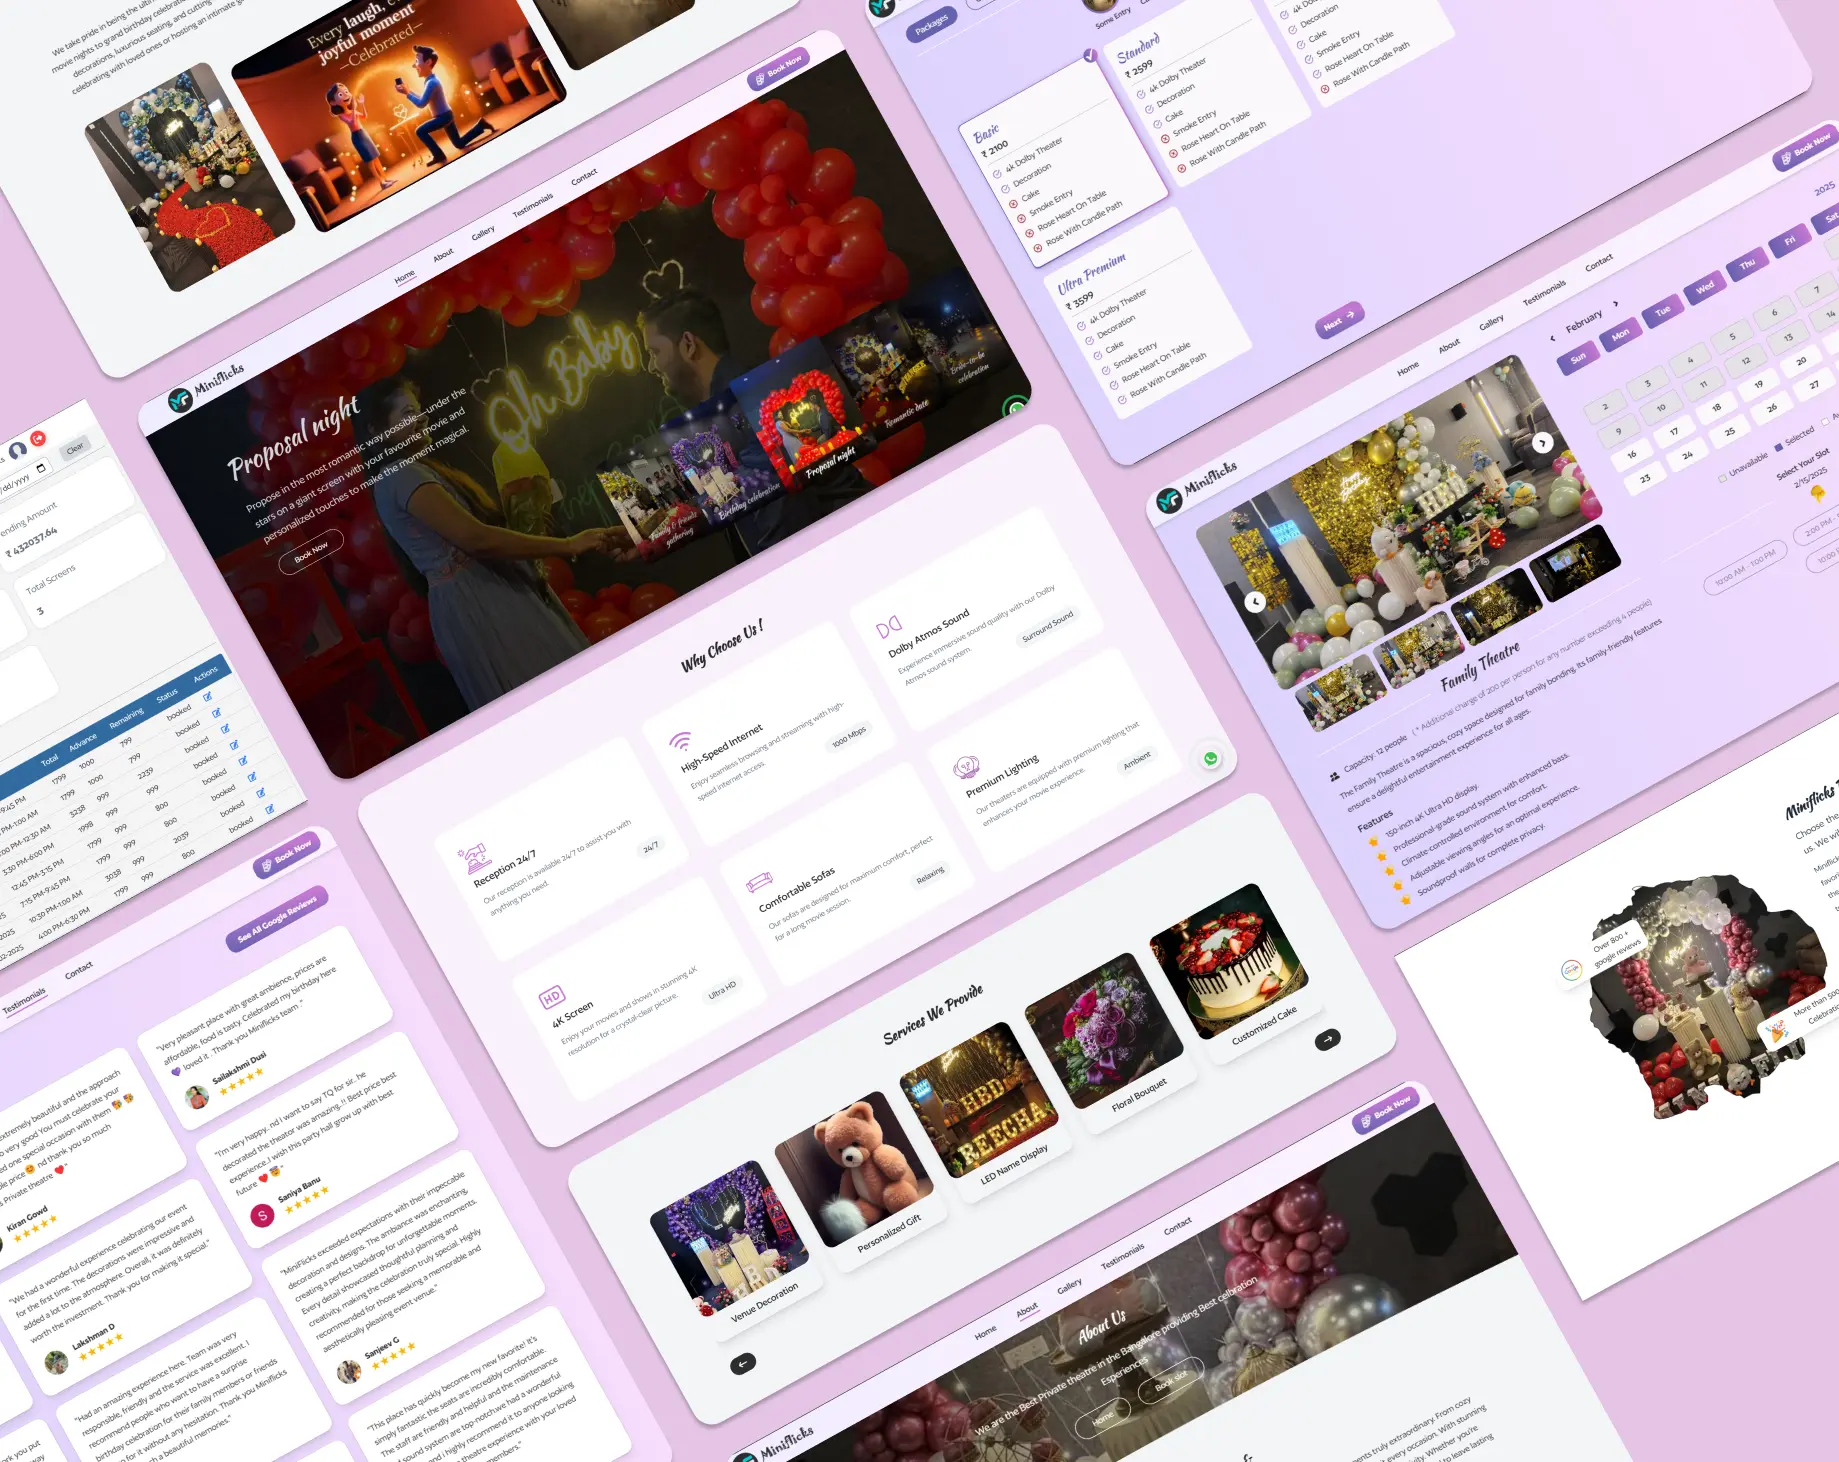 We take pride in being the
movie nights to grand birthday
decorations, luxurious seating, and cutting
celebrating with loved ones or hosting an intimate
Every laugh,
joyful moment
—Celebrated—
Book Now
Home
About
Gallery
Testimonials
Contact
Miniflicks
Proposal night
Propose in the most romantic way possible—under the
stars on a giant screen with your favourite movie and
personalized touches to make the moment magical.
Book Now
Oh Baby
Family & friends
gathering
Birthday celebration
Proposal night
Romantic date
Bride-to-be
celebration
Packages
Some Entry
Basic
₹ 2100
4k Dolby Theater
Decoration
Cake
Smoke Entry
Rose Heart On Table
Rose With Candle Path
Standard
₹ 2599
4k Dolby Theater
Decoration
Cake
Smoke Entry
Rose Heart On Table
Rose With Candle Path
Decoration
Cake
Smoke Entry
Rose Heart On Table
Rose With Candle Path
Ultra Premium
₹ 3599
4k Dolby Theater
Decoration
Cake
Smoke Entry
Rose Heart On Table
Rose With Candle Path
Next
Book Now
Home
About
Gallery
Testimonials
Contact
Miniflicks
February
2025
Sun
Mon
Tue
Wed
Thu
Fri
Sat
2 3 4 5 6 7
9 10 11 12 13 14
16 17 18 19 20
23 24 25 26 27
Unavailable
Selected
Select Your Slot
2/15/2025
10:00 AM - 1:00 PM
2:00 PM -
10:00
Family Theatre
Capacity: 12 people ( * Additional charge of 200 per person for any number exceeding 4 people)
The Family Theatre is a spacious, cozy space designed for family bonding. Its family-friendly features
ensure a delightful entertainment experience for all ages.
Features
150-inch 4K Ultra HD display.
Professional-grade sound system with enhanced bass.
Climate-controlled environment for comfort.
Adjustable viewing angles for an optimal experience.
Soundproof walls for complete privacy.
Clear
/dd/yyyy
ending Amount
₹ 432037.64
Total Screens
3
Total
Advance
Remaining
Status
Actions
9:45 PM 1799 1000 799 booked
PM-1:00 AM 1799 1000 799 booked
0 PM-12:30 AM 3238 999 2239 booked
3:30 PM-6:00 PM 1998 999 999 booked
12:45 PM-3:15 PM 1799 999 800 booked
7:15 PM-9:45 PM 1799 999 800 booked
10:30 PM-1:00 AM 3038 999 2039 booked
4:00 PM-6:30 PM 1799 999 800 booked
Why Choose Us !
Reception 24/7
Our reception is available 24/7 to assist you with
anything you need.
24/7
High-Speed Internet
Enjoy seamless browsing and streaming with high-
speed internet access.
1000 Mbps
Dolby Atmos Sound
Experience immersive sound quality with our Dolby
Atmos sound system.
Surround Sound
4K Screen
Enjoy your movies and shows in stunning 4K
resolution for a crystal-clear picture.
Ultra HD
Comfortable Sofas
Our sofas are designed for maximum comfort, perfect
for a long movie session.
Relaxing
Premium Lighting
Our theaters are equipped with premium lighting that
enhances your movie experience.
Ambient
Services We Provide
Venue Decoration
Personalized Gift
HBD
REECHA
LED Name Display
Floral Bouquet
Customized Cake
Book Now
See All Google Reviews
Testimonials
Contact
"Very pleasant place with great ambience, prices are
affordable, food is tasty. Celebrated my birthday here
loved it .Thank you Miniflicks team."
Sailakshmi Dusi
extremely beautiful and the approach
o very good You must celebrate your
ed one special occasion with them
ble price nd thank you so much
Private theatre
Kiran Gowd
"I'm very happy.. nd I want to say TQ for sir.. he
decorated the theator was amazing..!! Best price best
experience..I wish this party hall grow up with best
future
S
Saniya Banu
"We had a wonderful experience celebrating our event
for the first time. The decorations were impressive and
added a lot to the atmosphere. Overall, it was definitely
worth the investment. Thank you for making it special."
Lakshman D
"MiniFlicks exceeded expectations with their impeccable
decoration and designs. The ambiance was enchanting,
creating a perfect backdrop for unforgettable moments.
Every detail showcased thoughtful planning and
creativity, making the celebration truly special. Highly
recommended for those seeking a memorable and
aesthetically pleasing event venue."
Sanjeev G
"Had an amazing experience here. Team was very
responsible, friendly and the service was excellent. I
recommend people who want to have a surprise
birthday celebration for their family members or friends
for it without any hesitation. Thank you Miniflicks
a beautiful memories."
"This place has quickly become my new favorite! It's
simply fantastic the seats are incredibly comfortable.
The staff are friendly and helpful and the maintenance
sound system are top-notch we had a wonderful
and i highly recommend it to anyone looking
theatre experience with your loved
Book Now
Home
About
Gallery
Testimonials
Contact
Miniflicks
About Us
We are the Best Private theatre in the Bangalore providing Best celbration
Esperiences
Home
Book slot
ments truly extraordinary. From cozy
every occasion. With stunning
Whether you're
to leave lasting
Miniflicks
Choose the
us. We wil
Over 800 +
google reviews
More than 500
Celebratio